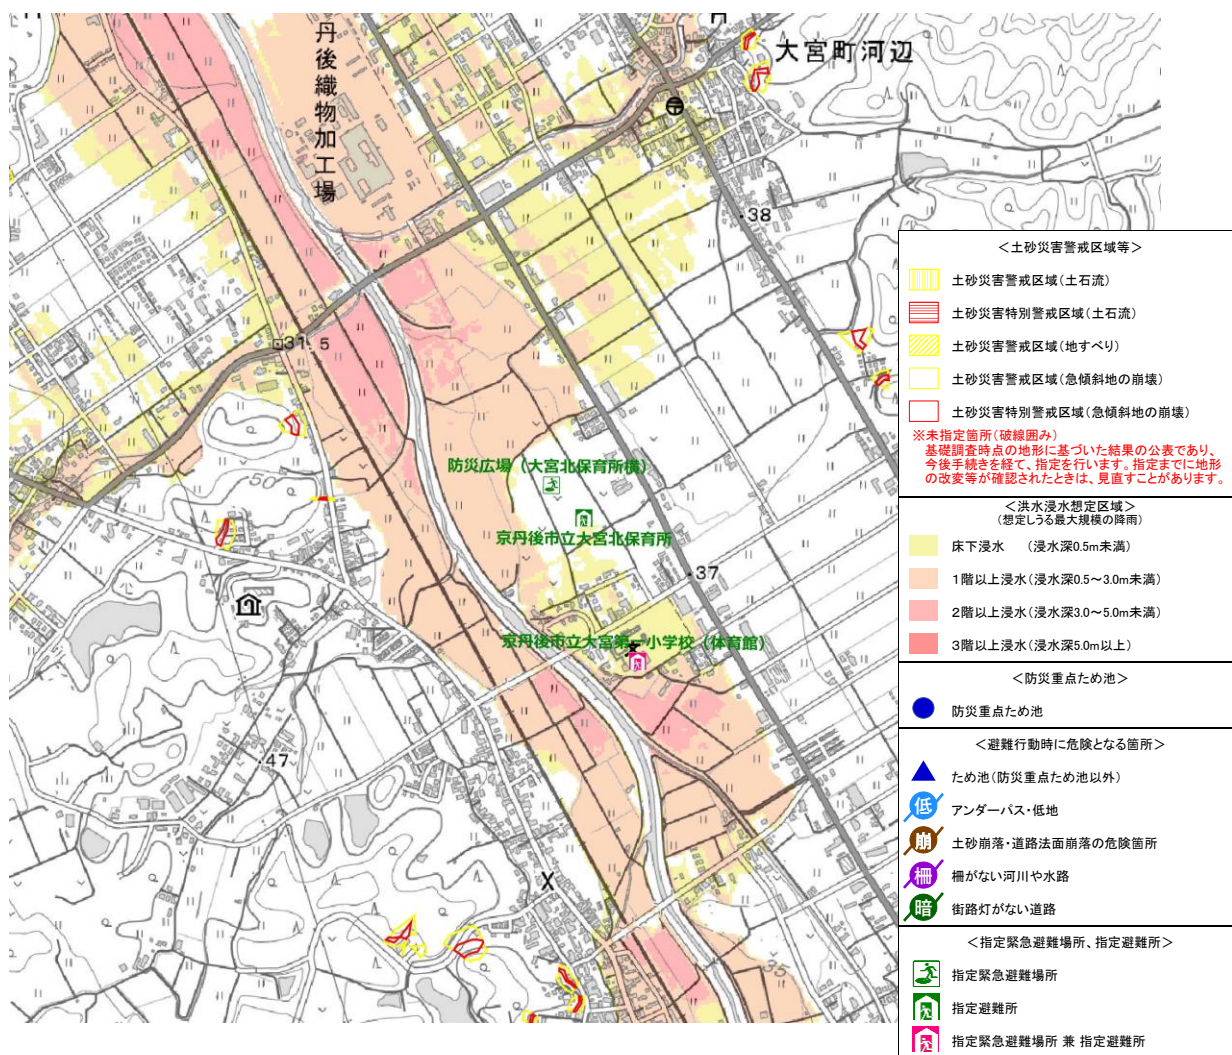 丹後織物加工場
大宮町河辺
38
31.5
防災広場（大宮北保育所横）
50
京丹後市立大宮北保育所
37
京丹後市立大宮第一小学校（体育館）
47
35
＜土砂災害警戒区域等＞
土砂災害警戒区域（土石流）
土砂災害特別警戒区域（土石流）
土砂災害警戒区域（地すべり）
土砂災害警戒区域（急傾斜地の崩壊）
土砂災害特別警戒区域（急傾斜地の崩壊）
※未指定箇所（破線囲み）
基礎調査時点の地形に基づいた結果の公表であり、
今後手続きを経て、指定を行います。指定までに地形
の改変等が確認されたときは、見直すことがあります。
＜洪水浸水想定区域＞
（想定しうる最大規模の降雨）
床下浸水　（浸水深0.5m未満）
1階以上浸水（浸水深0.5～3.0m未満）
2階以上浸水（浸水深3.0～5.0m未満）
3階以上浸水（浸水深5.0m以上）
＜防災重点ため池＞
防災重点ため池
＜避難行動時に危険となる箇所＞
ため池（防災重点ため池以外）
低 アンダーパス・低地
崩 土砂崩落・道路法面崩落の危険箇所
柵 柵がない河川や水路
暗 街路灯がない道路
＜指定緊急避難場所、指定避難所＞
指定緊急避難場所
指定避難所
指定緊急避難場所 兼 指定避難所